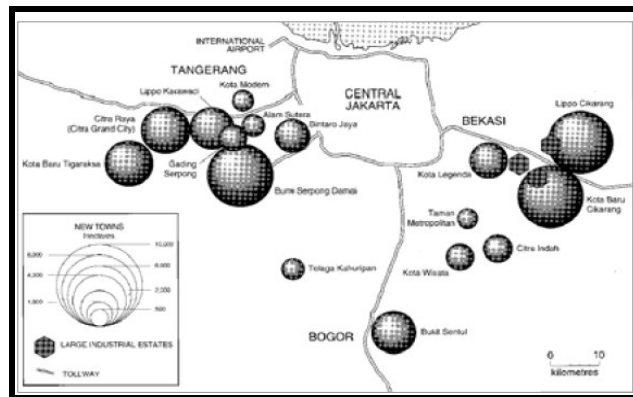 INTERNATIONAL
AIRPORT
TANGERANG
Kota Modern
Lippo Karawaci
CENTRAL
JAKARTA
Citra Raya
(Citra Grand City)
Alam Sutera
Bintaro Jaya
BEKASI
Lippo Cikarang
Kota Baru Tigaraksa
Gading
Serpong
Bumi Serpong Damai
Kota Legenda
Kota Baru
Cikarang
Taman
Metropolitan
Citra Indah
Kota Wisata
Telaga Kahuripan
BOGOR
Bukit Sentul
NEW TOWNS
Hectares
10,000
8,000
6,000
4,000
2,000
1,000
500
LARGE INDUSTRIAL ESTATES
TOLLWAY
0 10
kilometres